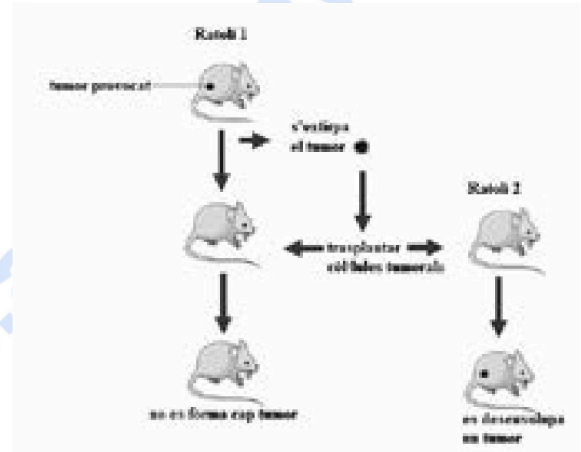 Ratolí 1
tumor provocat
s'extirpa
el tumor
Ratolí 2
trasplantar
cèl·lules tumorals
no es forma cap tumor
es desenvolupa
un tumor